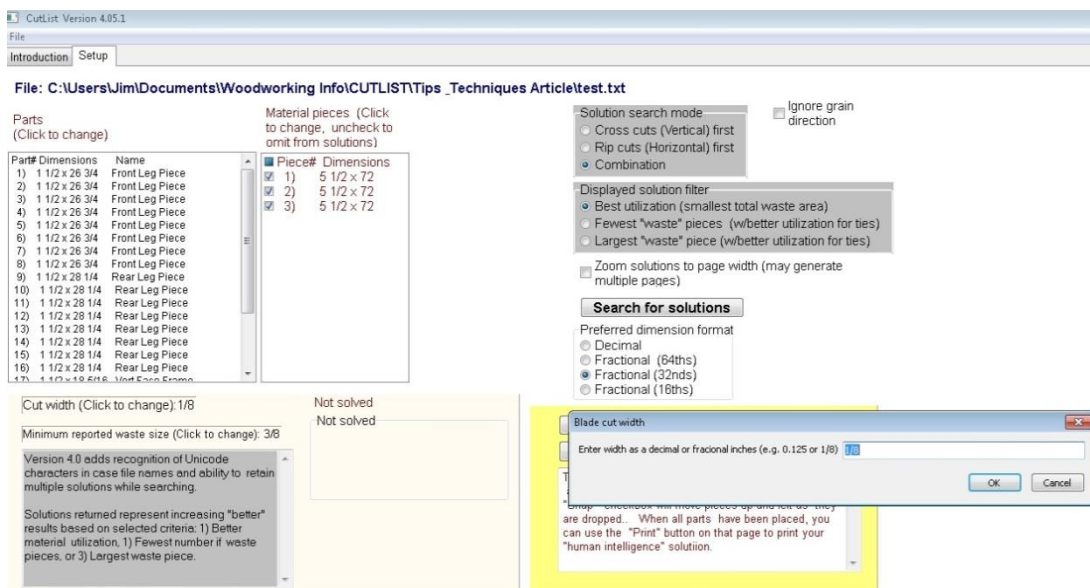 CutList Version 4.05.1
File
Introduction Setup
File: C:\Users\Jim\Documents\Woodworking Info\CUTLIST\Tips _Techniques Article\test.txt
Parts
(Click to change)
Part# Dimensions Name
1) 1 1/2 x 26 3/4 Front Leg Piece
2) 1 1/2 x 26 3/4 Front Leg Piece
3) 1 1/2 x 26 3/4 Front Leg Piece
4) 1 1/2 x 26 3/4 Front Leg Piece
5) 1 1/2 x 26 3/4 Front Leg Piece
6) 1 1/2 x 26 3/4 Front Leg Piece
7) 1 1/2 x 26 3/4 Front Leg Piece
8) 1 1/2 x 26 3/4 Front Leg Piece
9) 1 1/2 x 28 1/4 Rear Leg Piece
10) 1 1/2 x 28 1/4 Rear Leg Piece
11) 1 1/2 x 28 1/4 Rear Leg Piece
12) 1 1/2 x 28 1/4 Rear Leg Piece
13) 1 1/2 x 28 1/4 Rear Leg Piece
14) 1 1/2 x 28 1/4 Rear Leg Piece
15) 1 1/2 x 28 1/4 Rear Leg Piece
16) 1 1/2 x 28 1/4 Rear Leg Piece
17) 1 1/2 x 18 5/16 Vert Face Frame
Material pieces (Click
to change, uncheck to
omit from solutions)
Piece# Dimensions
1) 5 1/2 x 72
2) 5 1/2 x 72
3) 5 1/2 x 72
Solution search mode
Cross cuts (Vertical) first
Rip cuts (Horizontal) first
Combination
Ignore grain
direction
Displayed solution filter
Best utilization (smallest total waste area)
Fewest "waste" pieces (w/better utilization for ties)
Largest "waste" piece (w/better utilization for ties)
Zoom solutions to page width (may generate
multiple pages)
Search for solutions
Preferred dimension format
Decimal
Fractional (64ths)
Fractional (32nds)
Fractional (16ths)
Cut width (Click to change):1/8
Minimum reported waste size (Click to change): 3/8
Version 4.0 adds recognition of Unicode
characters in case file names and ability to retain
multiple solutions while searching.
Solutions returned represent increasing "better"
results based on selected criteria: 1) Better
material utilization, 1) Fewest number if waste
pieces, or 3) Largest waste piece.
Not solved
Not solved
Blade cut width
Enter width as a decimal or fracional inches (e.g. 0.125 or 1/8) 1/8
OK Cancel
"Snap" checkbox will move pieces up and left as they
are dropped.. When all parts have been placed, you
can use the "Print" button on that page to print your
"human intelligence" solutiion.